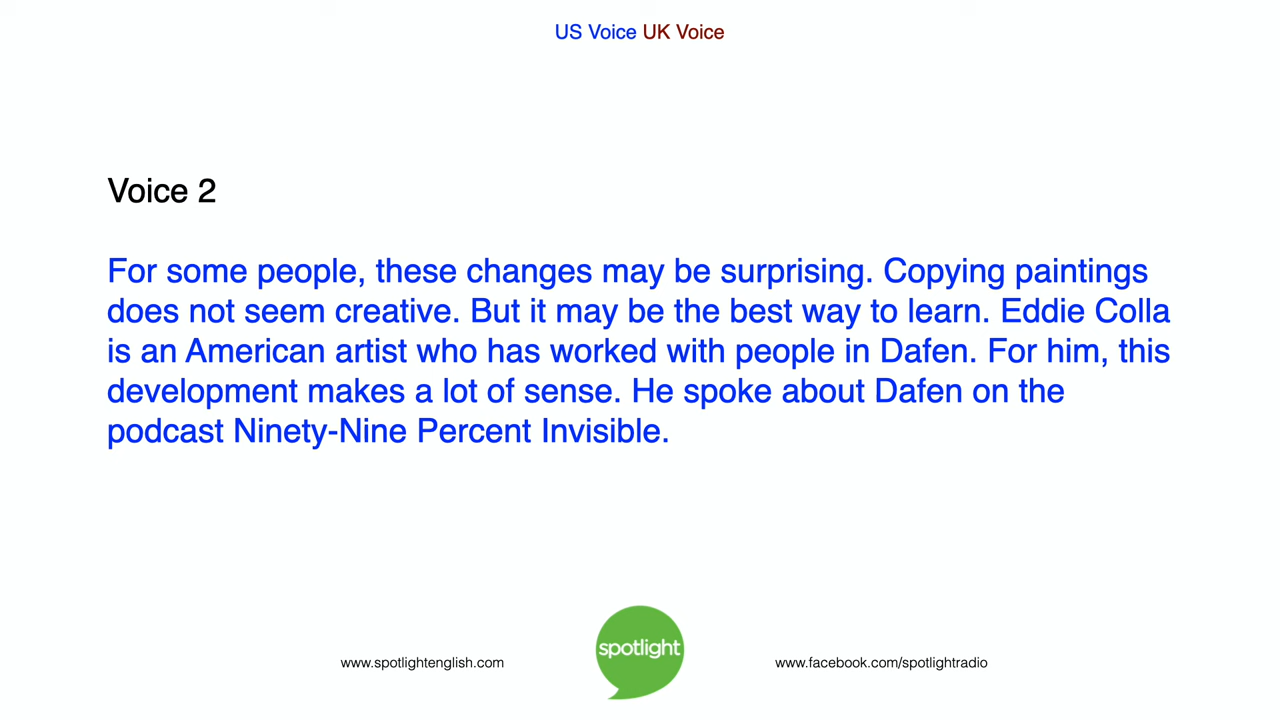 US Voice UK Voice
Voice 2
For some people, these changes may be surprising. Copying paintings
does not seem creative. But it may be the best way to learn. Eddie Colla
is an American artist who has worked with people in Dafen. For him, this
development makes a lot of sense. He spoke about Dafen on the
podcast Ninety-Nine Percent Invisible.
spotlight
www.spotlightenglish.com
www.facebook.com/spotlightradio